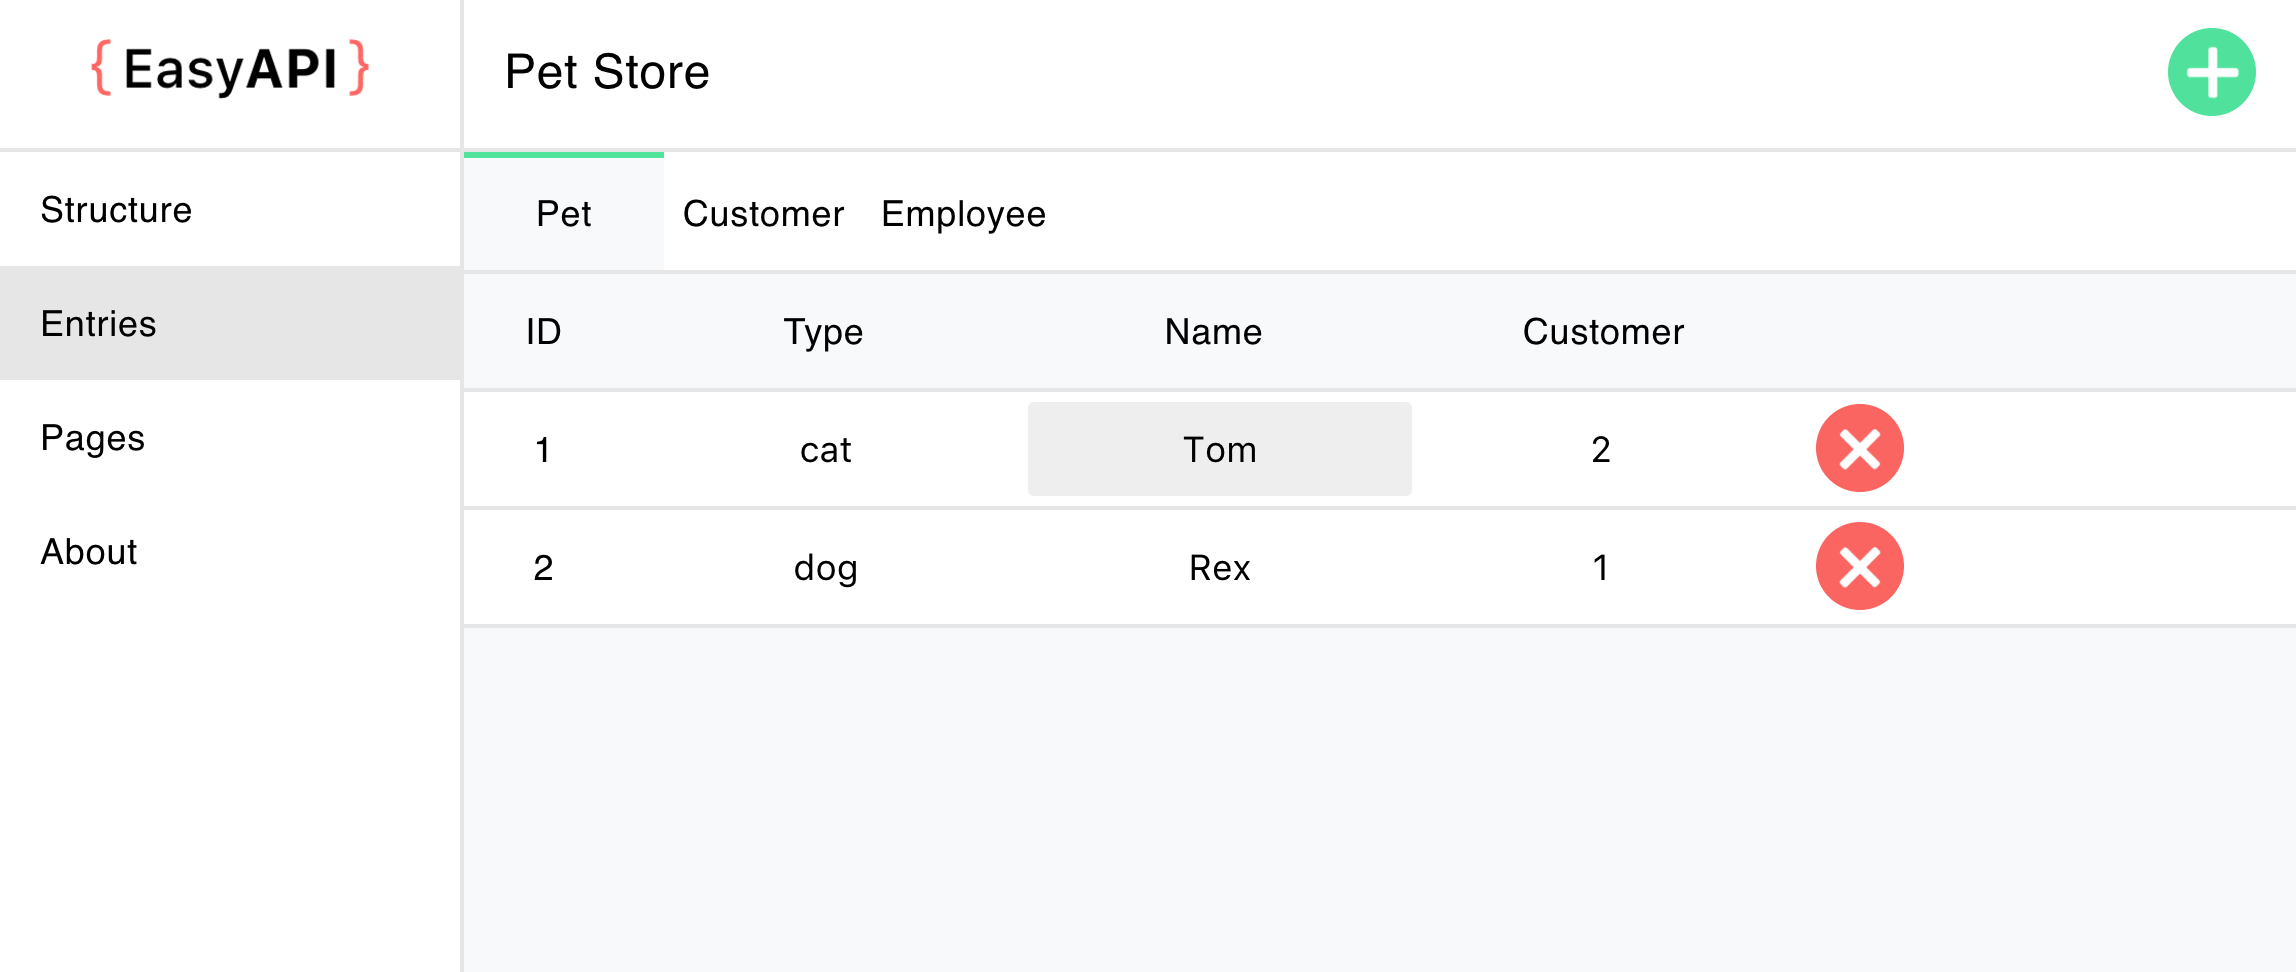 { EasyAPI }
Pet Store
Structure
Entries
Pages
About
Pet Customer Employee
ID Type Name Customer
1 cat Tom 2
2 dog Rex 1